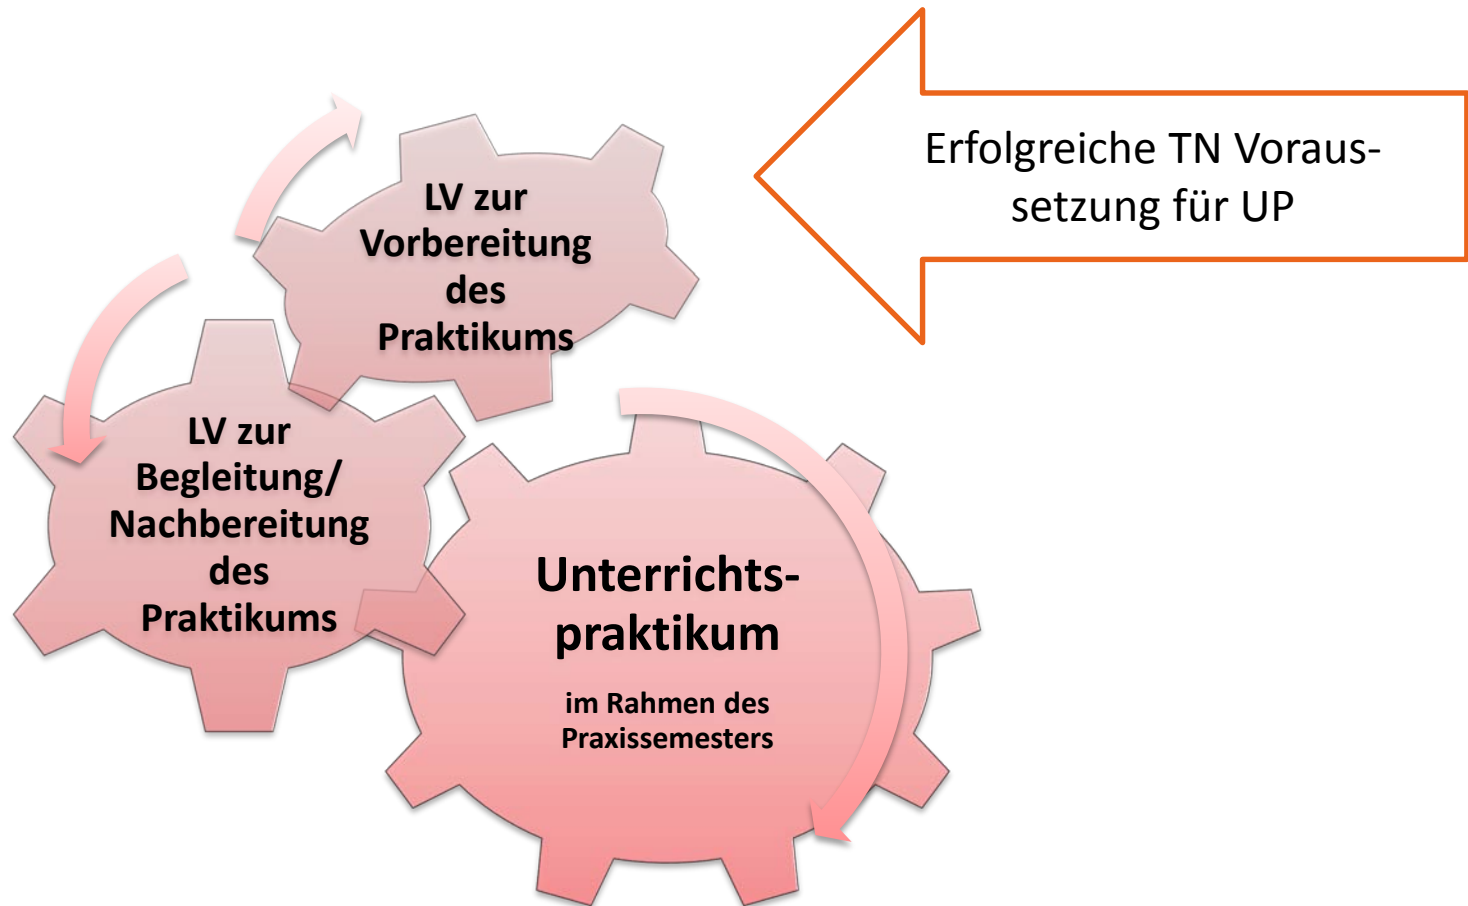 LV zur
Vorbereitung
des
Praktikums
Erfolgreiche TN Voraus-
setzung für UP
LV zur
Begleitung/
Nachbereitung
des
Praktikums
Unterrichts-
praktikum
im Rahmen des
Praxissemesters